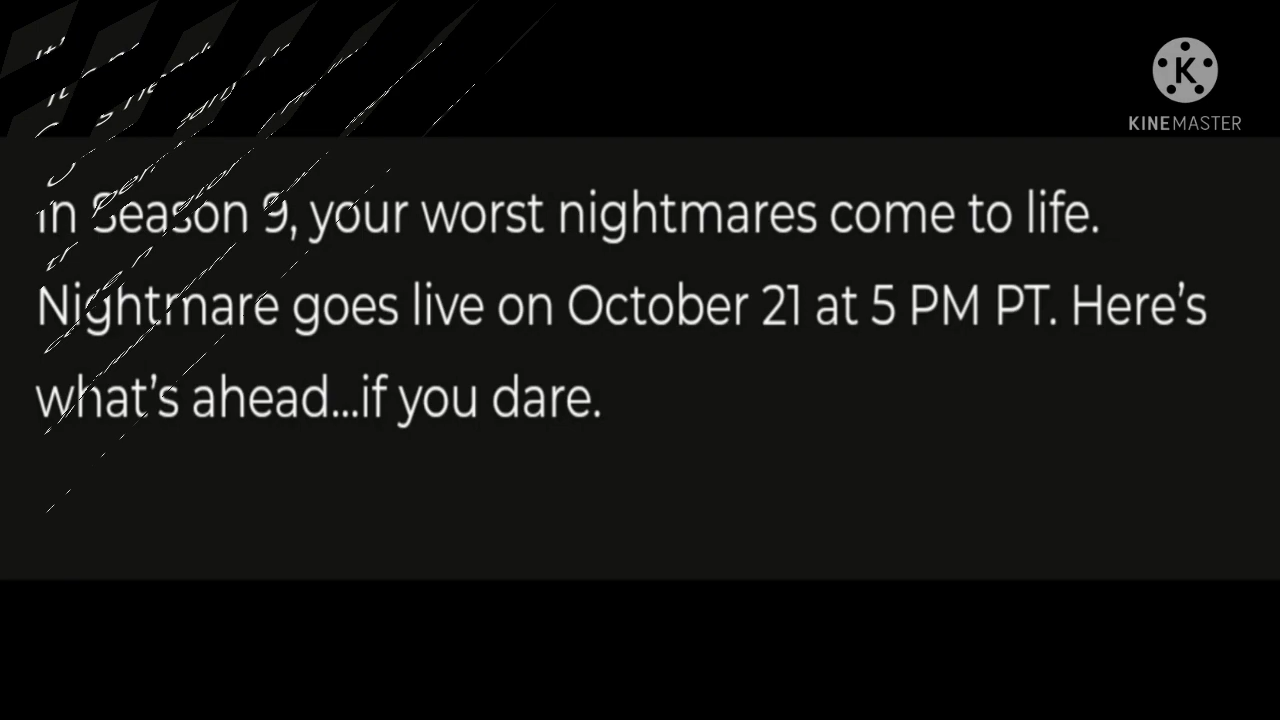 KINEMASTER
In Season 9, your worst nightmares come to life.
Nightmare goes live on October 21 at 5 PM PT. Here’s
what’s ahead...if you dare.